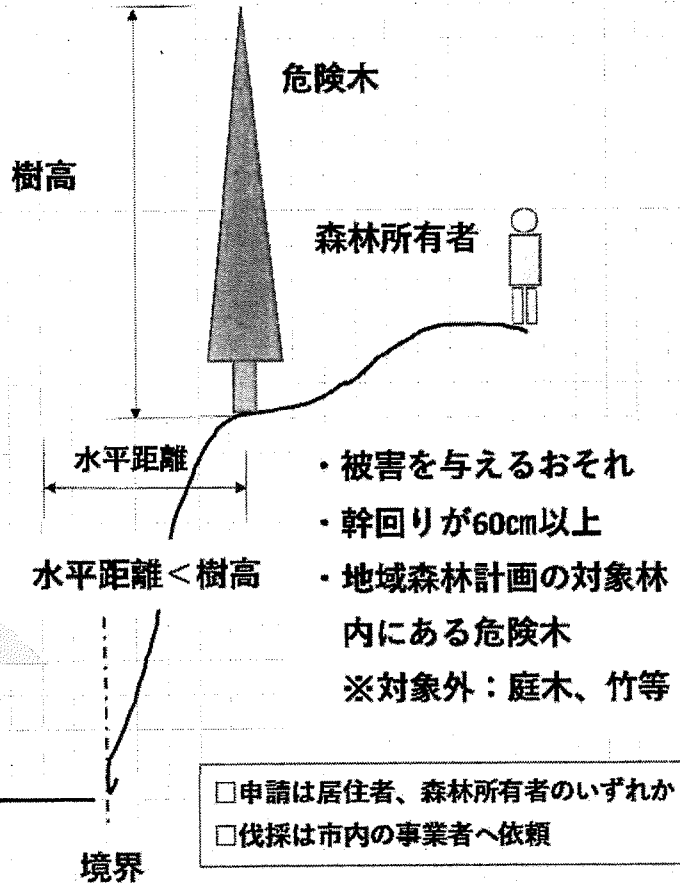 危険木
樹高
森林所有者
水平距離
水平距離＜樹高
・被害を与えるおそれ
・幹回りが60㎝以上
・地域森林計画の対象林
内にある危険木
※対象外：庭木、竹等
□申請は居住者、森林所有者のいずれか
□伐採は市内の事業者へ依頼
境界